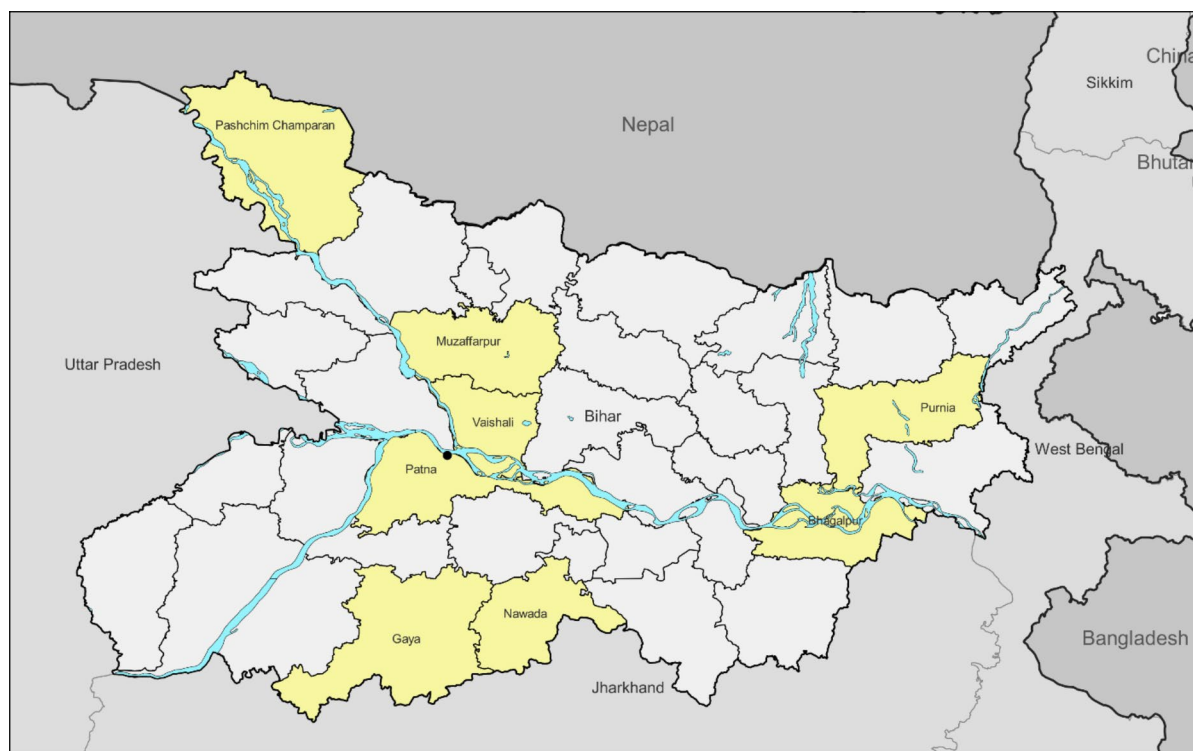 China
Sikkim
Nepal
Pashchim Champaran
Bhutan
Muzaffarpur
Uttar Pradesh
Purnia
Vaishali
Bihar
West Bengal
Patna
Bhagalpur
Nawada
Gaya
Bangladesh
Jharkhand